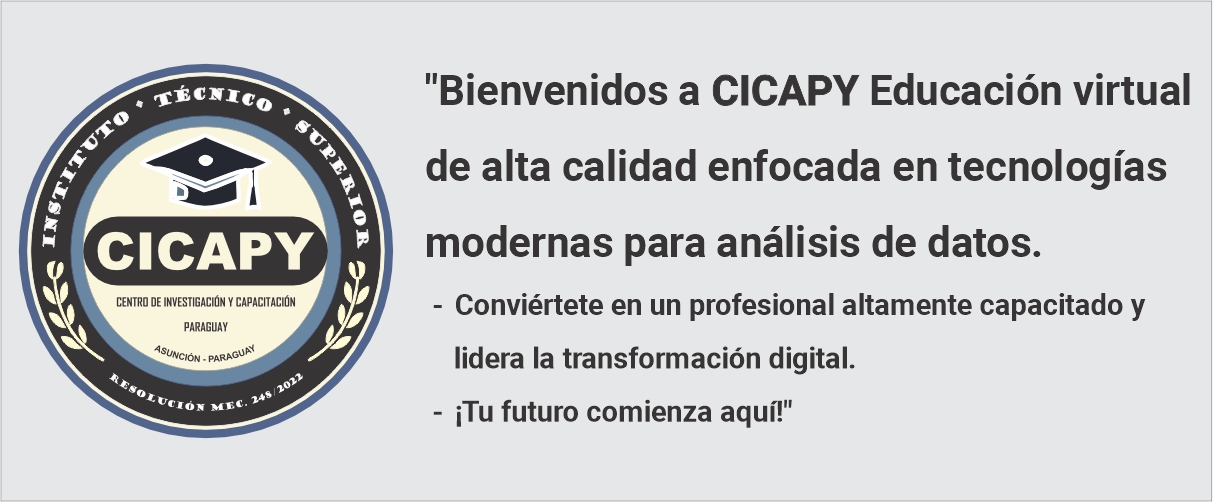 INSTITUTO • TÉCNICO • SUPERIOR
CICAPY
CENTRO DE INVESTIGACIÓN Y CAPACITACIÓN
PARAGUAY
ASUNCIÓN - PARAGUAY
RESOLUCIÓN MEC. 248/2022
"Bienvenidos a CICAPY Educación virtual
de alta calidad enfocada en tecnologías
modernas para análisis de datos.
- Conviértete en un profesional altamente capacitado y
lidera la transformación digital.
- ¡Tu futuro comienza aquí!"